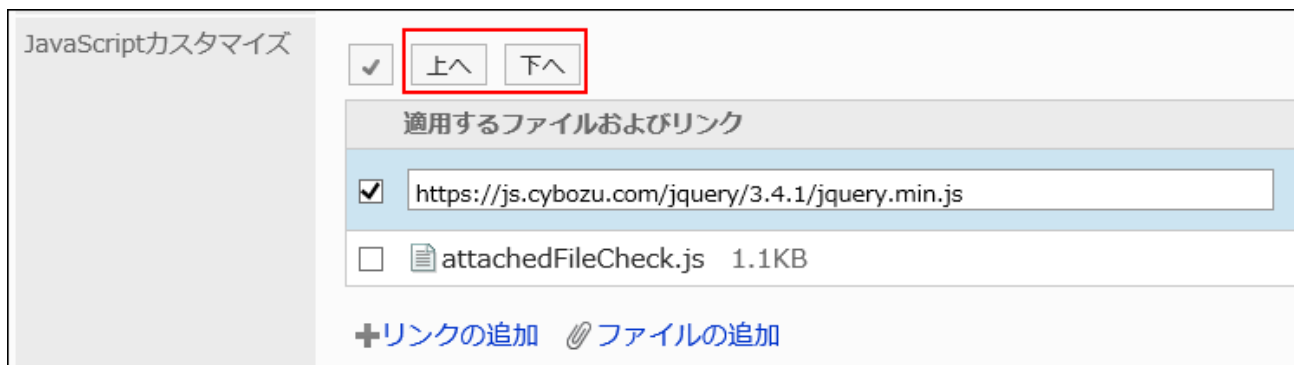 JavaScriptカスタマイズ
上へ 下へ
適用するファイルおよびリンク
https://js.cybozu.com/jquery/3.4.1/jquery.min.js
attachedFileCheck.js 1.1KB
リンクの追加 ファイルの追加